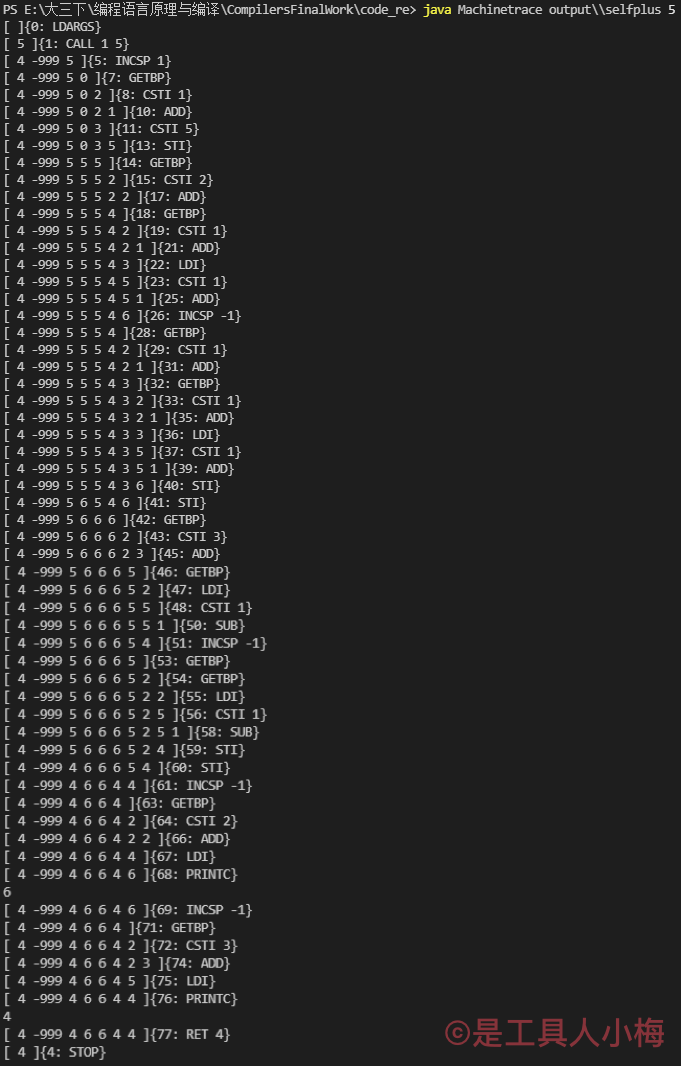 PS E:\大三下\编程语言原理与编译\CompilersFinalWork\code_re> java Machinetrace output\\selfplus 5
[ ]{0: LDARGS}
[ 5 ]{1: CALL 1 5}
[ 4 -999 5 ]{5: INCSP 1}
[ 4 -999 5 0 ]{7: GETBP}
[ 4 -999 5 0 2 ]{8: CSTI 1}
[ 4 -999 5 0 2 1 ]{10: ADD}
[ 4 -999 5 0 3 ]{11: CSTI 5}
[ 4 -999 5 0 3 5 ]{13: STI}
[ 4 -999 5 5 5 ]{14: GETBP}
[ 4 -999 5 5 5 2 ]{15: CSTI 2}
[ 4 -999 5 5 5 2 2 ]{17: ADD}
[ 4 -999 5 5 5 4 ]{18: GETBP}
[ 4 -999 5 5 5 4 2 ]{19: CSTI 1}
[ 4 -999 5 5 5 4 2 1 ]{21: ADD}
[ 4 -999 5 5 5 4 3 ]{22: LDI}
[ 4 -999 5 5 5 4 5 ]{23: CSTI 1}
[ 4 -999 5 5 5 4 5 1 ]{25: ADD}
[ 4 -999 5 5 5 4 6 ]{26: INCSP -1}
[ 4 -999 5 5 5 4 ]{28: GETBP}
[ 4 -999 5 5 5 4 2 ]{29: CSTI 1}
[ 4 -999 5 5 5 4 2 1 ]{31: ADD}
[ 4 -999 5 5 5 4 3 ]{32: GETBP}
[ 4 -999 5 5 5 4 3 2 ]{33: CSTI 1}
[ 4 -999 5 5 5 4 3 2 1 ]{35: ADD}
[ 4 -999 5 5 5 4 3 3 ]{36: LDI}
[ 4 -999 5 5 5 4 3 5 ]{37: CSTI 1}
[ 4 -999 5 5 5 4 3 5 1 ]{39: ADD}
[ 4 -999 5 5 5 4 3 6 ]{40: STI}
[ 4 -999 5 6 5 4 6 ]{41: STI}
[ 4 -999 5 6 6 6 ]{42: GETBP}
[ 4 -999 5 6 6 6 2 ]{43: CSTI 3}
[ 4 -999 5 6 6 6 2 3 ]{45: ADD}
[ 4 -999 5 6 6 6 5 ]{46: GETBP}
[ 4 -999 5 6 6 6 5 2 ]{47: LDI}
[ 4 -999 5 6 6 6 5 5 ]{48: CSTI 1}
[ 4 -999 5 6 6 6 5 5 1 ]{50: SUB}
[ 4 -999 5 6 6 6 5 4 ]{51: INCSP -1}
[ 4 -999 5 6 6 6 5 ]{53: GETBP}
[ 4 -999 5 6 6 6 5 2 ]{54: GETBP}
[ 4 -999 5 6 6 6 5 2 2 ]{55: LDI}
[ 4 -999 5 6 6 6 5 2 5 ]{56: CSTI 1}
[ 4 -999 5 6 6 6 5 2 5 1 ]{58: SUB}
[ 4 -999 5 6 6 6 5 2 4 ]{59: STI}
[ 4 -999 4 6 6 6 5 4 ]{60: STI}
[ 4 -999 4 6 6 4 4 ]{61: INCSP -1}
[ 4 -999 4 6 6 4 ]{63: GETBP}
[ 4 -999 4 6 6 4 2 ]{64: CSTI 2}
[ 4 -999 4 6 6 4 2 2 ]{66: ADD}
[ 4 -999 4 6 6 4 4 ]{67: LDI}
[ 4 -999 4 6 6 4 6 ]{68: PRINTC}
6
[ 4 -999 4 6 6 4 6 ]{69: INCSP -1}
[ 4 -999 4 6 6 4 ]{71: GETBP}
[ 4 -999 4 6 6 4 2 ]{72: CSTI 3}
[ 4 -999 4 6 6 4 2 3 ]{74: ADD}
[ 4 -999 4 6 6 4 5 ]{75: LDI}
[ 4 -999 4 6 6 4 4 ]{76: PRINTC}
4
[ 4 -999 4 6 6 4 4 ]{77: RET 4}
[ 4 ]{4: STOP}
©是工具人小梅